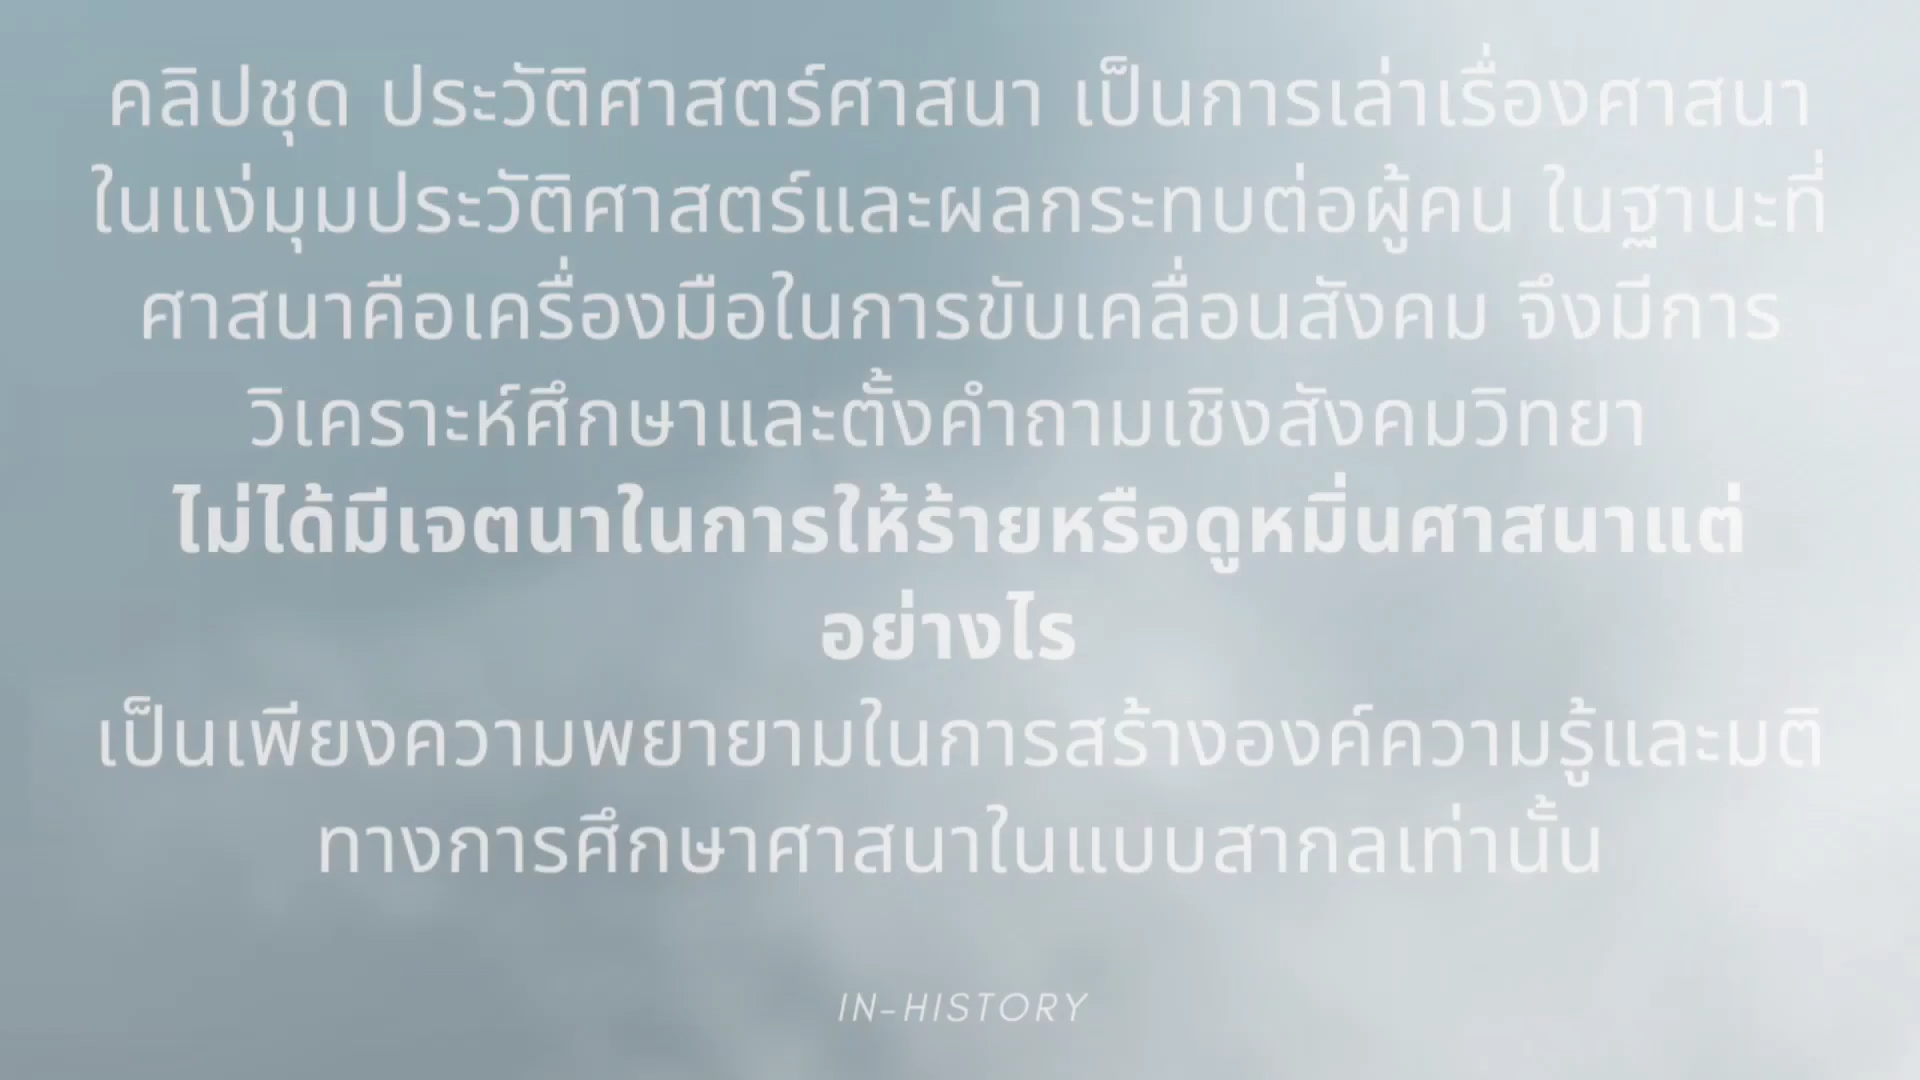 คลิปชุด ประวัติศาสตร์ศาสนา เป็นการเล่าเรื่องศาสนา
ในแง่มุมประวัติศาสตร์และผลกระทบต่อผู้คน ในฐานะที่
ศาสนาคือเครื่องมือในการขับเคลื่อนสังคม จึงมีการ
วิเคราะห์ศึกษาและตั้งคำถามเชิงสังคมวิทยา
ไม่ได้มีเจตนาในการให้ร้ายหรือดูหมิ่นศาสนาแต่
อย่างไร
เป็นเพียงความพยายามในการสร้างองค์ความรู้และมติ
ทางการศึกษาศาสนาในแบบสากลเท่านั้น
IN-HISTORY